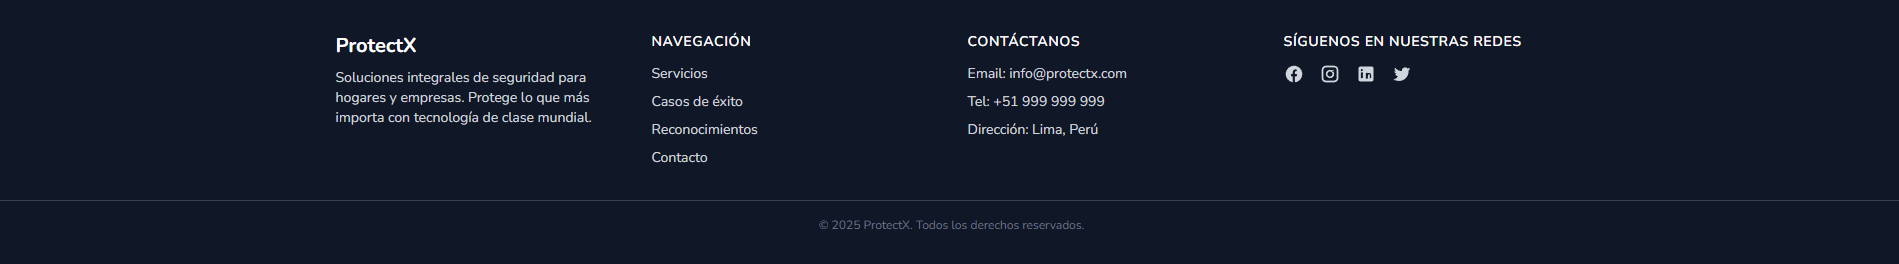 ProtectX
Soluciones integrales de seguridad para
hogares y empresas. Protege lo que más
importa con tecnología de clase mundial.
NAVEGACIÓN
Servicios
Casos de éxito
Reconocimientos
Contacto
CONTÁCTANOS
Email: info@protectx.com
Tel: +51 999 999 999
Dirección: Lima, Perú
SÍGUENOS EN NUESTRAS REDES
© 2025 ProtectX. Todos los derechos reservados.